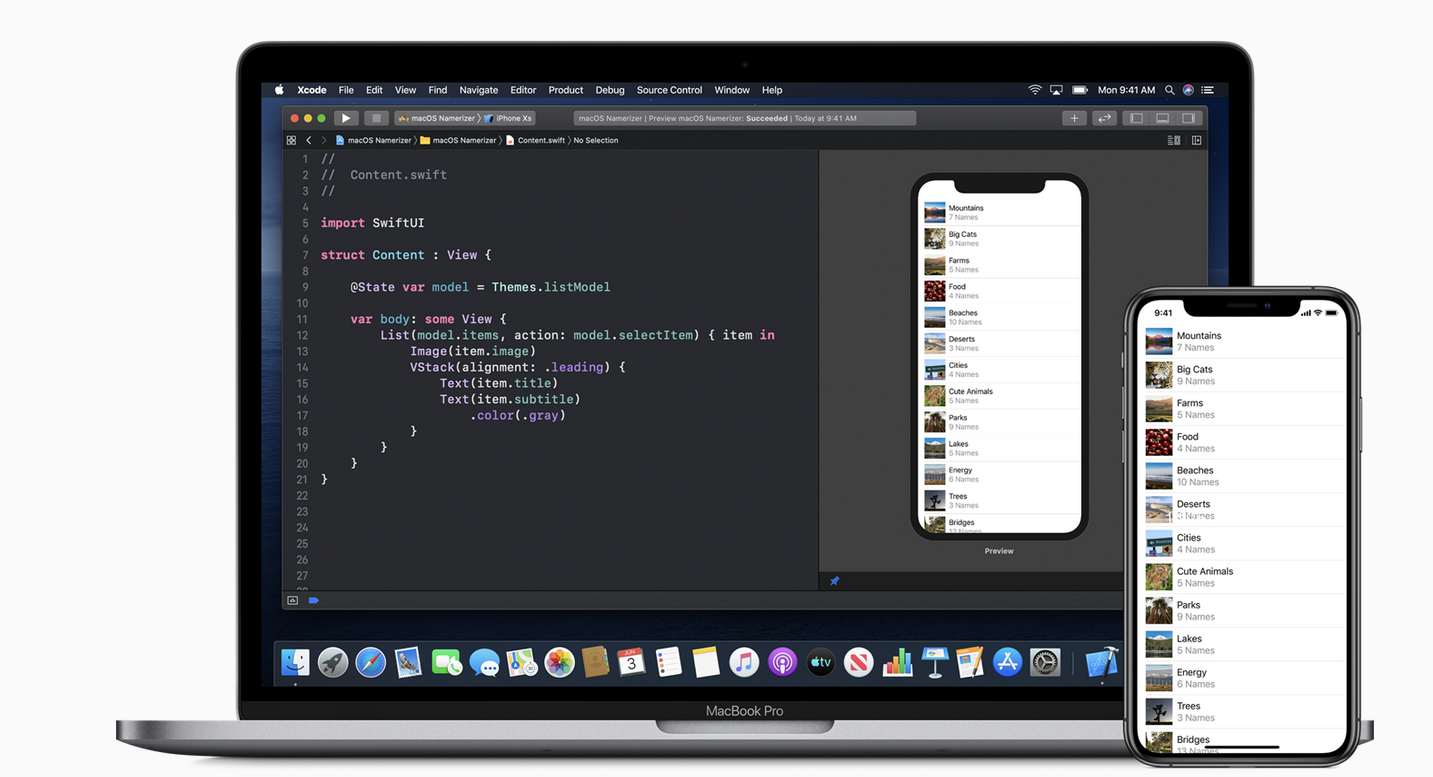 Xcode File Edit View Find Navigate Editor Product Debug Source Control Window Help Mon 9:41 AM
macOS Namerizer iPhone Xs macOS Namerizer | Preview macOS Namerizer: Succeeded | Today at 9:41 AM
macOS Namerizer macOS Namerizer Content.swift No Selection
1 //
2 // Content.swift
3 //
4
5 import SwiftUI
6
7 struct Content : View {
8
9 @State var model = Themes.listModel
10
11 var body: some View {
12 List(model.items, action: model.selectItem) { item in
13 Image(item.image)
14 VStack(alignment: .leading) {
15 Text(item.title)
16 Text(item.subtitle)
17 .color(.gray)
18 }
19 }
20 }
21 }
22
23
24
25
26
27
Mountains
7 Names
Big Cats
9 Names
Farms
5 Names
Food
4 Names
Beaches
10 Names
Deserts
3 Names
Cities
4 Names
Cute Animals
5 Names
Parks
9 Names
Lakes
5 Names
Energy
6 Names
Trees
3 Names
Bridges
13 Names
Preview
JUN
3
tv
MacBook Pro
9:41
Mountains
7 Names
Big Cats
9 Names
Farms
5 Names
Food
4 Names
Beaches
10 Names
Deserts
3 Names
Cities
4 Names
Cute Animals
5 Names
Parks
9 Names
Lakes
5 Names
Energy
6 Names
Trees
3 Names
Bridges
13 Names